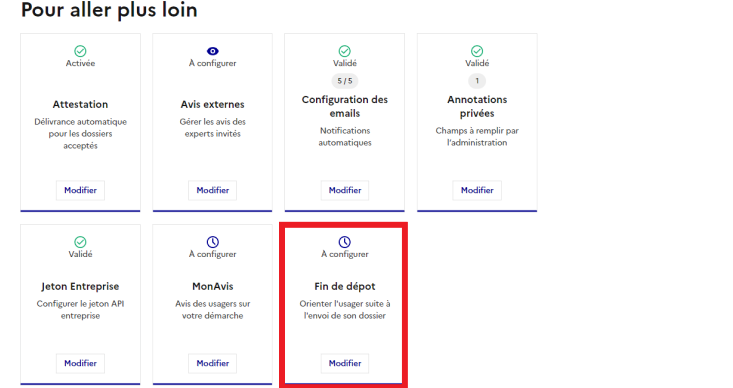 Pour aller plus loin
Activée
Attestation
Délivrance automatique
pour les dossiers
acceptés
Modifier
À configurer
Avis externes
Gérer les avis des
experts invités
Modifier
Validé
5 / 5
Configuration des
emails
Notifications
automatiques
Modifier
Validé
1
Annotations
privées
Champs à remplir par
l'administration
Modifier
Validé
Jeton Entreprise
Configurer le jeton API
entreprise
Modifier
À configurer
MonAvis
Avis des usagers sur
votre démarche
Modifier
À configurer
Fin de dépot
Orienter l'usager suite à
l'envoi de son dossier
Modifier